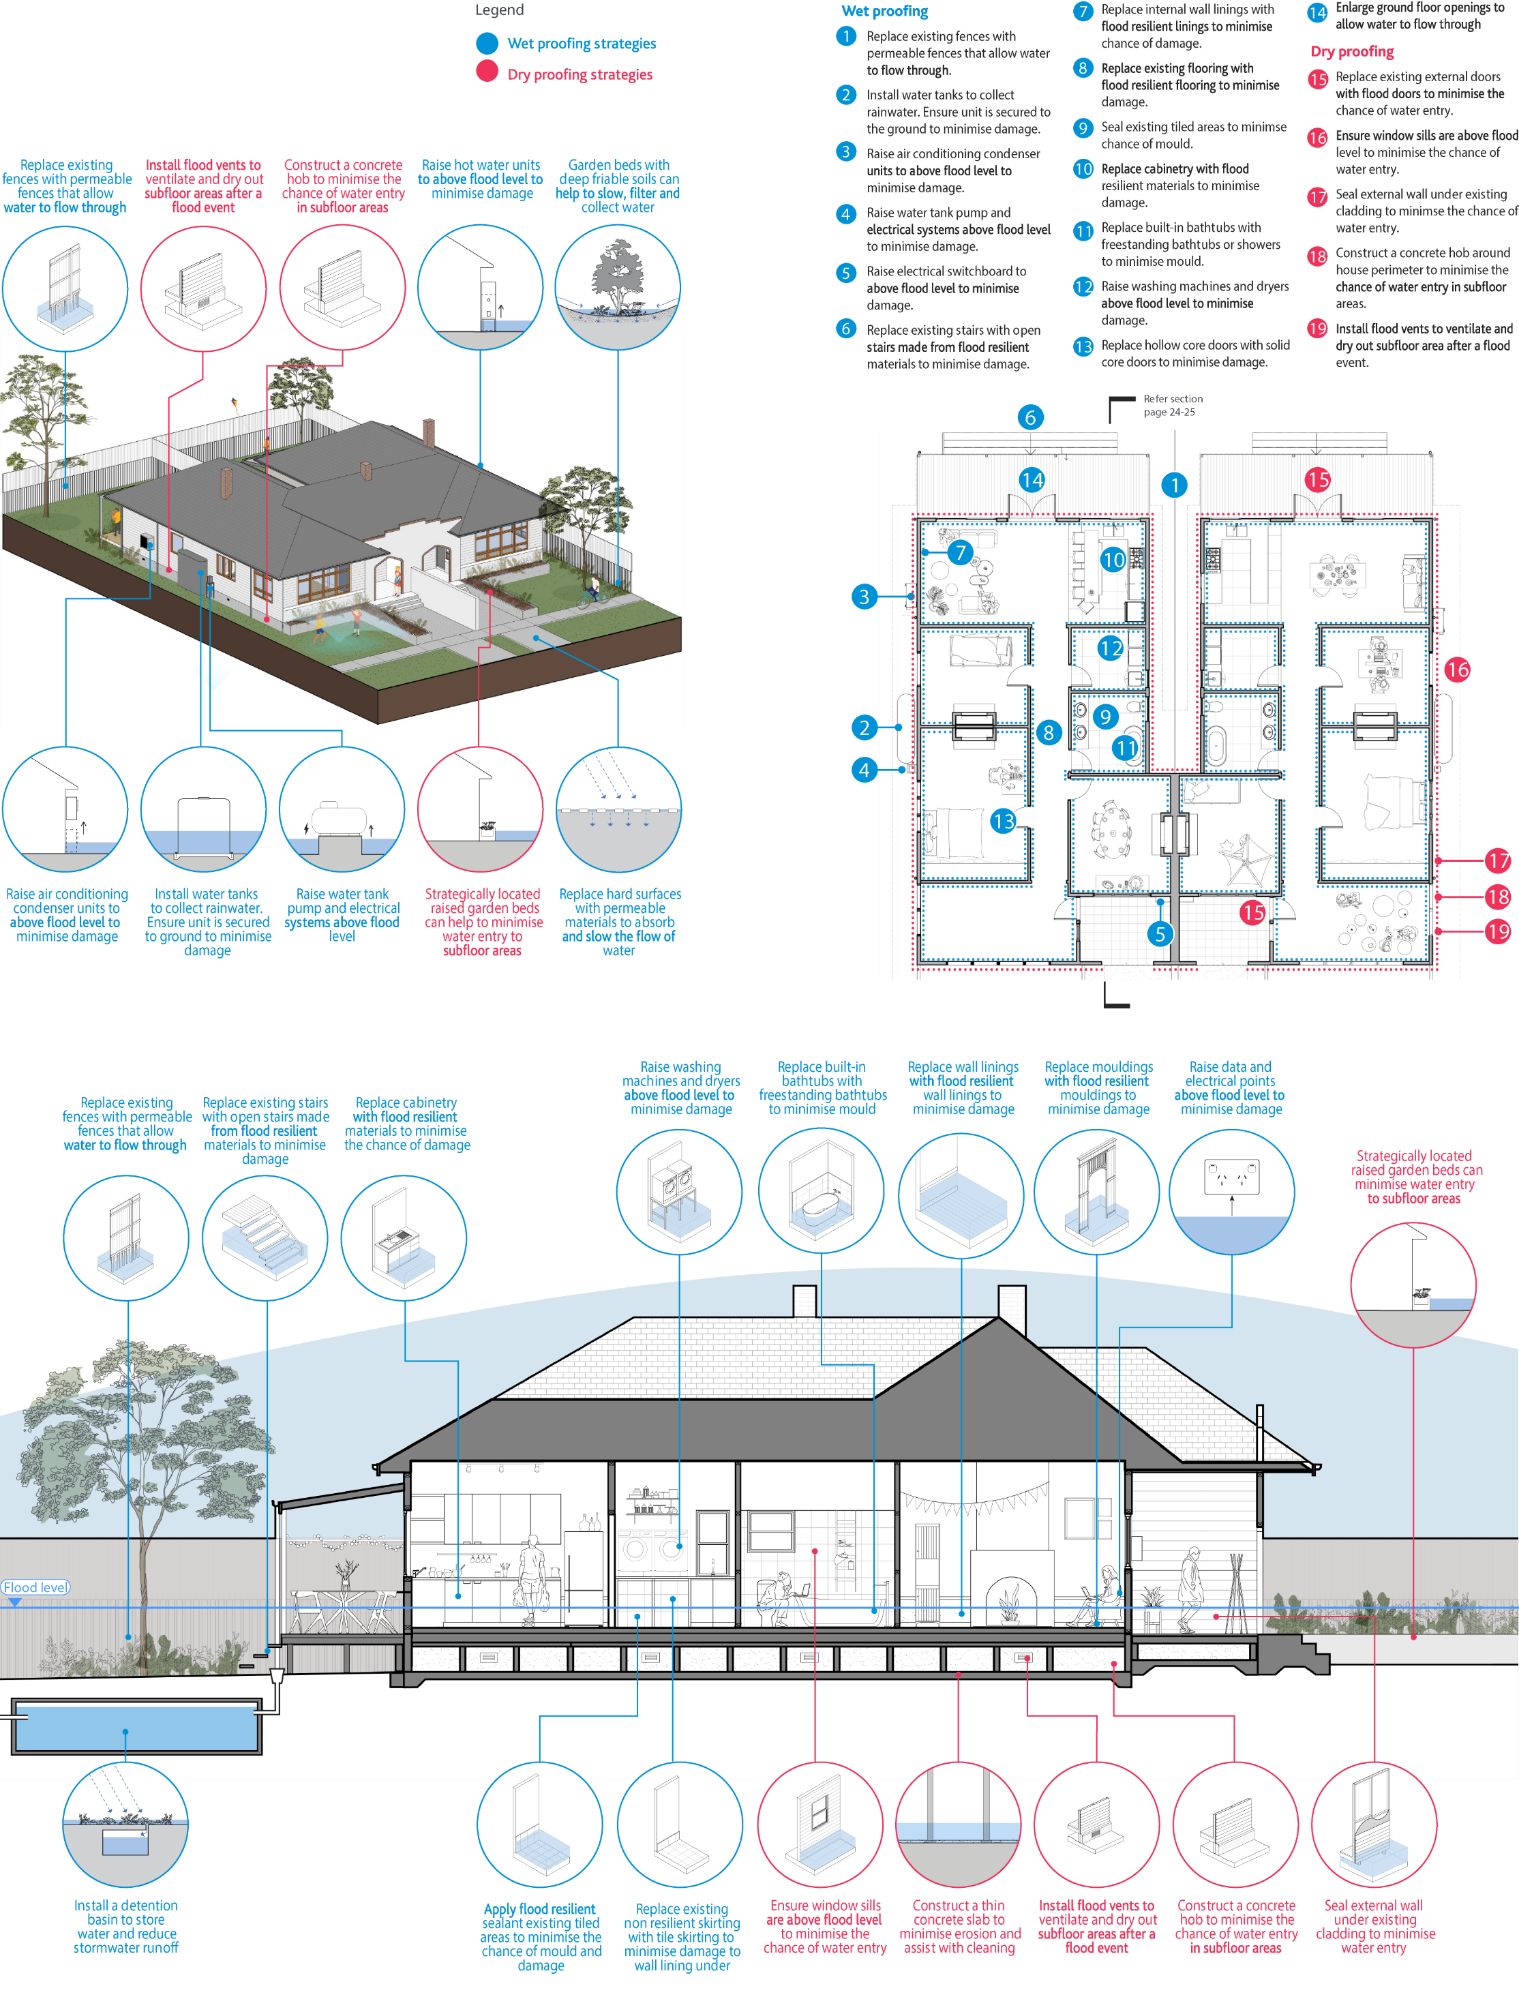 Legend
Wet proofing strategies
Dry proofing strategies
Replace existing
fences with permeable
fences that allow
water to flow through
Install flood vents to
ventilate and dry out
subfloor areas after a
flood event
Construct a concrete
hob to minimise the
chance of water entry
in subfloor areas
Raise hot water units
to above flood level to
minimise damage
Garden beds with
deep friable soils can
help to slow, filter and
collect water
Raise air conditioning
condenser units to
above flood level to
minimise damage
Install water tanks
to collect rainwater.
Ensure unit is secured
to ground to minimise
damage
Raise water tank
pump and electrical
systems above flood
level
Strategically located
raised garden beds
can help to minimise
water entry to
subfloor areas
Replace hard surfaces
with permeable
materials to absorb
and slow the flow of
water
Wet proofing
1 Replace existing fences with
permeable fences that allow water
to flow through.
2 Install water tanks to collect
rainwater. Ensure unit is secured to
the ground to minimise damage.
3 Raise air conditioning condenser
units to above flood level to
minimise damage.
4 Raise water tank pump and
electrical systems above flood level
to minimise damage.
5 Raise electrical switchboard to
above flood level to minimise
damage.
6 Replace existing stairs with open
stairs made from flood resilient
materials to minimise damage.
7 Replace internal wall linings with
flood resilient linings to minimise
chance of damage.
8 Replace existing flooring with
flood resilient flooring to minimise
damage.
9 Seal existing tiled areas to minimse
chance of mould.
10 Replace cabinetry with flood
resilient materials to minimise
damage.
11 Replace built-in bathtubs with
freestanding bathtubs or showers
to minimise mould.
12 Raise washing machines and dryers
above flood level to minimise
damage.
13 Replace hollow core doors with solid
core doors to minimise damage.
14 Enlarge ground floor openings to
allow water to flow through
Dry proofing
15 Replace existing external doors
with flood doors to minimise the
chance of water entry.
16 Ensure window sills are above flood
level to minimise the chance of
water entry.
17 Seal external wall under existing
cladding to minimse the chance of
water entry.
18 Construct a concrete hob around
house perimeter to minimise the
chance of water entry in subfloor
areas.
19 Install flood vents to ventilate and
dry out subfloor area after a flood
event.
Refer section
page 24-25
6
14
1
15
7
10
3
12
16
2
9
8
11
4
13
17
18
15
5
19
Replace existing
fences with permeable
fences that allow
water to flow through
Replace existing stairs
with open stairs made
from flood resilient
materials to minimise
damage
Replace cabinetry
with flood resilient
materials to minimise
the chance of damage
Raise washing
machines and dryers
above flood level to
minimise damage
Replace built-in
bathtubs with
freestanding bathtubs
to minimise mould
Replace wall linings
with flood resilient
wall linings to
minimise damage
Replace mouldings
with flood resilient
mouldings to
minimise damage
Raise data and
electrical points
above flood level to
minimise damage
Strategically located
raised garden beds can
minimise water entry
to subfloor areas
Flood level
Install a detention
basin to store
water and reduce
stormwater runoff
Apply flood resilient
sealant existing tiled
areas to minimise the
chance of mould and
damage
Replace existing
non resilient skirting
with tile skirting to
minimise damage to
wall lining under
Ensure window sills
are above flood level
to minimise the
chance of water entry
Construct a thin
concrete slab to
minimise erosion and
assist with cleaning
Install flood vents to
ventilate and dry out
subfloor areas after a
flood event
Construct a concrete
hob to minimise the
chance of water entry
in subfloor areas
Seal external wall
under existing
cladding to minimise
water entry